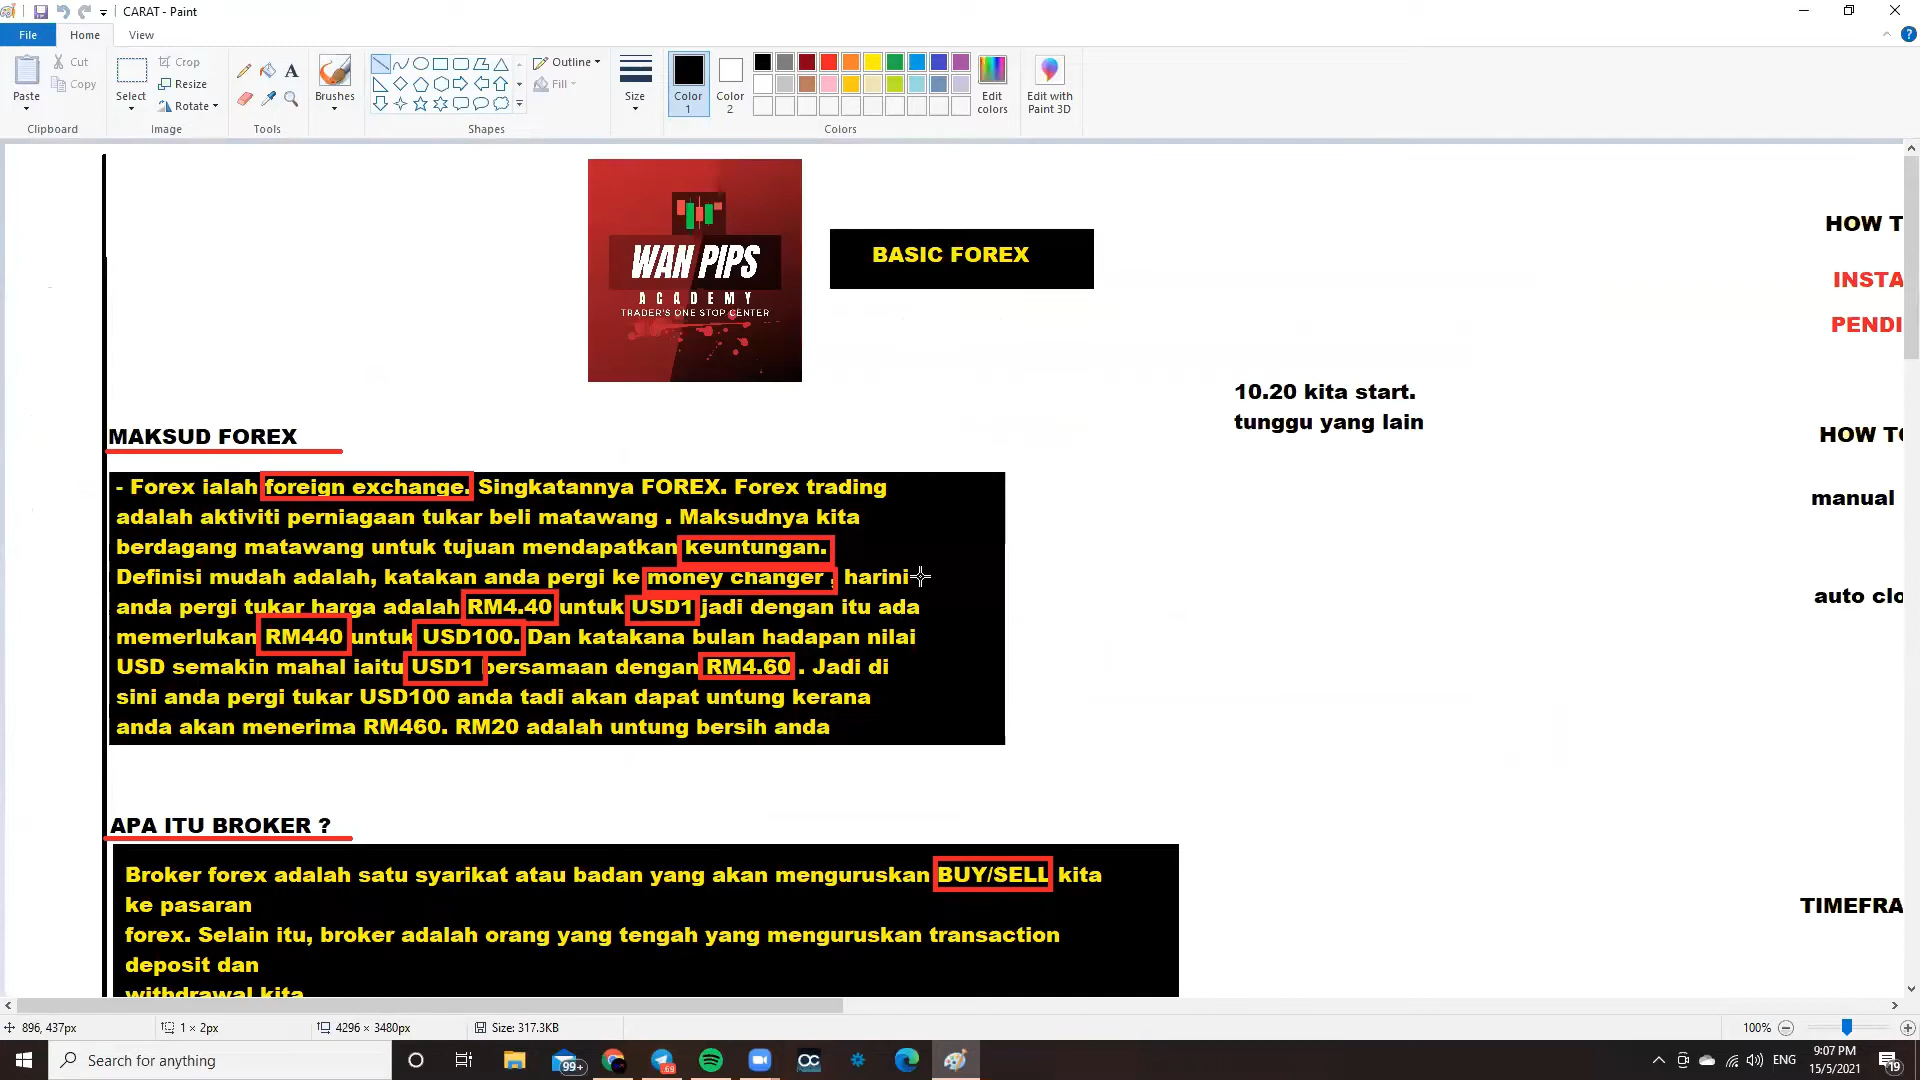 CARAT - Paint
File
Home
View
Paste
Cut
Copy
Clipboard
Select
Crop
Resize
Rotate
Image
Tools
Brushes
Outline
Fill
Shapes
Size
Color 1
Color 2
Edit colors
Colors
Edit with Paint 3D
WAN PIPS
ACADEMY
TRADER'S ONE STOP CENTER
BASIC FOREX
HOW T
INSTA
PENDI
10.20 kita start.
tunggu yang lain
MAKSUD FOREX
HOW TO
manual
auto clo
- Forex ialah foreign exchange. Singkatannya FOREX. Forex trading
adalah aktiviti perniagaan tukar beli matawang . Maksudnya kita
berdagang matawang untuk tujuan mendapatkan keuntungan.
Definisi mudah adalah, katakan anda pergi ke money changer , harini
anda pergi tukar harga adalah RM4.40 untuk USD1 jadi dengan itu ada
memerlukan RM440 untuk USD100. Dan katakana bulan hadapan nilai
USD semakin mahal iaitu USD1 bersamaan dengan RM4.60 . Jadi di
sini anda pergi tukar USD100 anda tadi akan dapat untung kerana
anda akan menerima RM460. RM20 adalah untung bersih anda
APA ITU BROKER ?
Broker forex adalah satu syarikat atau badan yang akan menguruskan BUY/SELL kita
ke pasaran
forex. Selain itu, broker adalah orang yang tengah yang menguruskan transaction
deposit dan
withdrawal kita
TIMEFRA
896, 437px
1 × 2px
4296 × 3480px
Size: 317.3KB
100%
Search for anything
99+
.69
OC
ENG
9:07 PM
15/5/2021
19